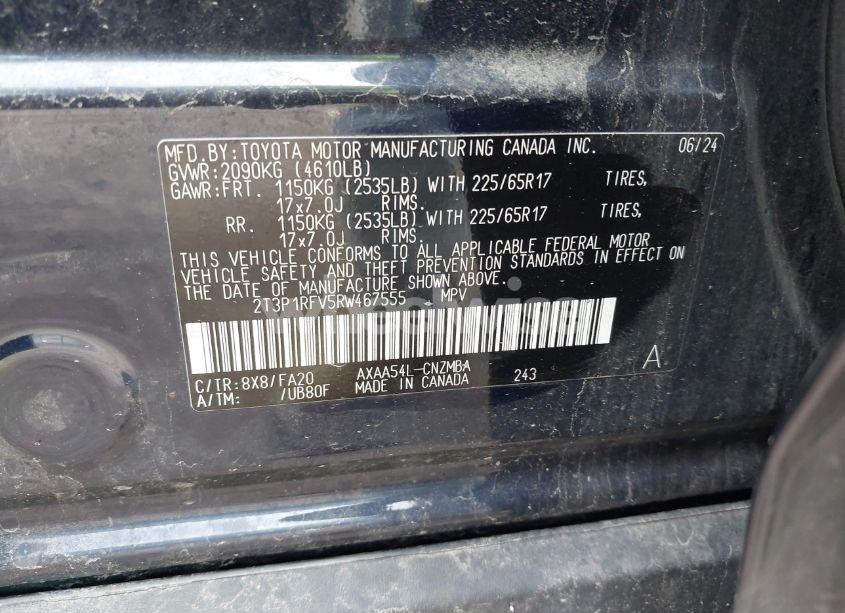 MFD.BY:TOYOTA MOTOR MANUFACTURING CANADA INC. 06/24
GVWR:2090KG (4610LB)
GAWR:FRT. 1150KG (2535LB) WITH 225/65R17 TIRES,
17x7.0J RIMS.
RR. 1150KG (2535LB) WITH 225/65R17 TIRES,
17x7.0J RIMS.
THIS VEHICLE CONFORMS TO ALL APPLICABLE FEDERAL MOTOR
VEHICLE SAFETY AND THEFT PREVENTION STANDARDS IN EFFECT ON
THE DATE OF MANUFACTURE SHOWN ABOVE.
2T3P1RFV5RW467555 MPV
C/TR:8X8/FA20 AXAA54L-CNZMBA 243 A
A/TM: /UB80F MADE IN CANADA